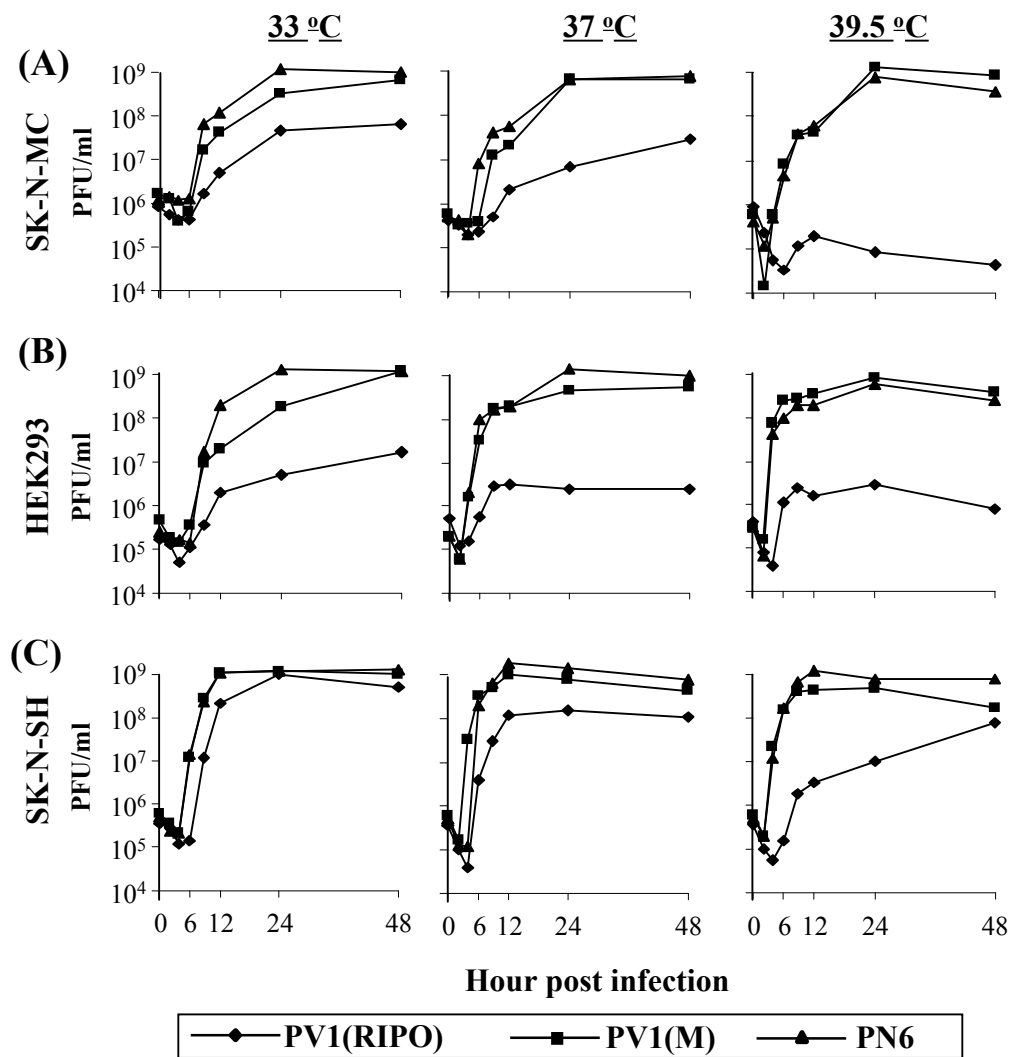 33 ºC
37 ºC
39.5 ºC
(A)
SK-N-MC
PFU/ml
10⁹
10⁸
10⁷
10⁶
10⁵
10⁴
(B)
HEK293
PFU/ml
10⁹
10⁸
10⁷
10⁶
10⁵
10⁴
(C)
SK-N-SH
PFU/ml
10⁹
10⁸
10⁷
10⁶
10⁵
10⁴
0 6 12 24 48
0 6 12 24 48
0 6 12 24 48
Hour post infection
PV1(RIPO) PV1(M) PN6